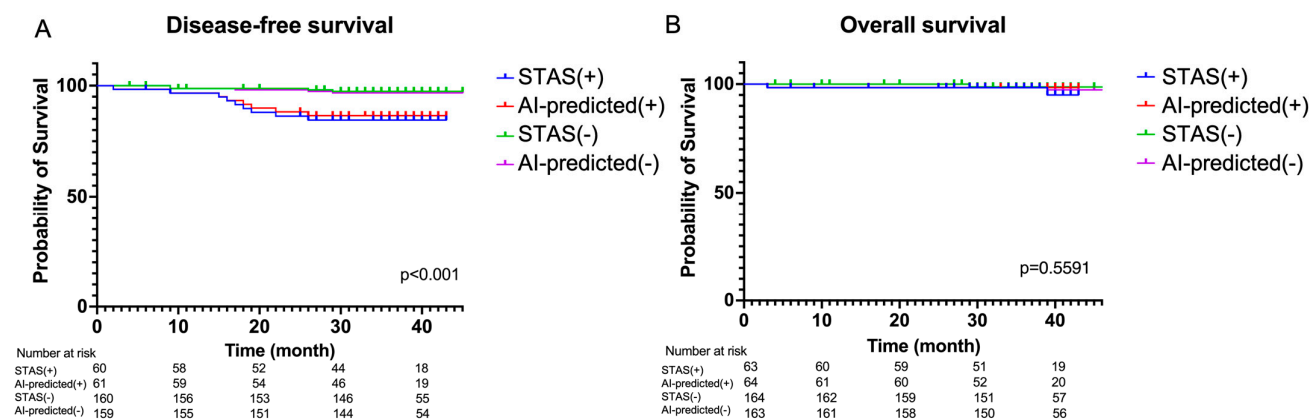 A
Disease-free survival
Probability of Survival
100
50
0
0 10 20 30 40
Time (month)
STAS(+)
AI-predicted(+)
STAS(-)
AI-predicted(-)
p<0.001
Number at risk
STAS(+) 60 58 52 44 18
AI-predicted(+) 61 59 54 46 19
STAS(-) 160 156 153 146 55
AI-predicted(-) 159 155 151 144 54
B
Overall survival
Probability of Survival
100
50
0
0 10 20 30 40
Time (month)
STAS(+)
AI-predicted(+)
STAS(-)
AI-predicted(-)
p=0.5591
Number at risk
STAS(+) 63 60 59 51 19
AI-predicted(+) 64 61 60 52 20
STAS(-) 164 162 159 151 57
AI-predicted(-) 163 161 158 150 56